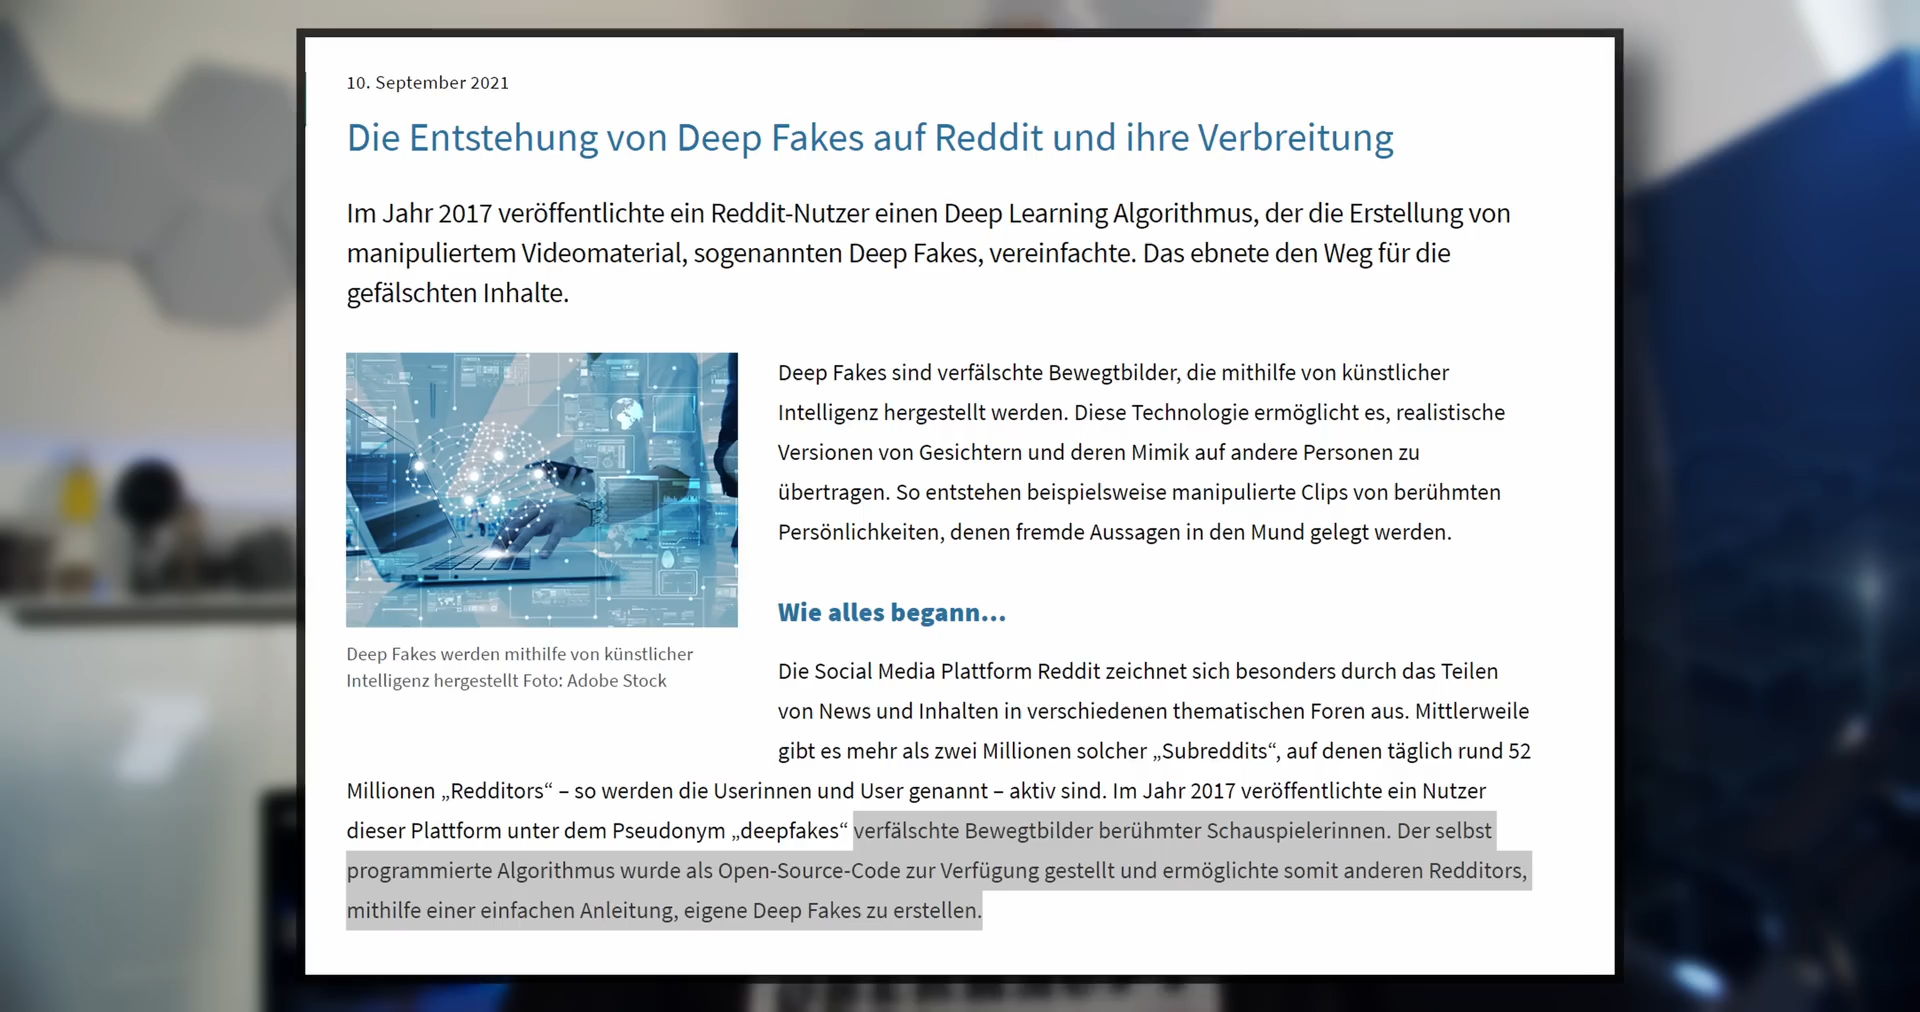 10. September 2021
Die Entstehung von Deep Fakes auf Reddit und ihre Verbreitung
Im Jahr 2017 veröffentlichte ein Reddit-Nutzer einen Deep Learning Algorithmus, der die Erstellung von
manipuliertem Videomaterial, sogenannten Deep Fakes, vereinfachte. Das ebnete den Weg für die
gefälschten Inhalte.
Deep Fakes sind verfälschte Bewegtbilder, die mithilfe von künstlicher
Intelligenz hergestellt werden. Diese Technologie ermöglicht es, realistische
Versionen von Gesichtern und deren Mimik auf andere Personen zu
übertragen. So entstehen beispielsweise manipulierte Clips von berühmten
Persönlichkeiten, denen fremde Aussagen in den Mund gelegt werden.
Deep Fakes werden mithilfe von künstlicher
Intelligenz hergestellt Foto: Adobe Stock
Wie alles begann...
Die Social Media Plattform Reddit zeichnet sich besonders durch das Teilen
von News und Inhalten in verschiedenen thematischen Foren aus. Mittlerweile
gibt es mehr als zwei Millionen solcher „Subreddits“, auf denen täglich rund 52
Millionen „Redditors“ – so werden die Userinnen und User genannt – aktiv sind. Im Jahr 2017 veröffentlichte ein Nutzer
dieser Plattform unter dem Pseudonym „deepfakes“ verfälschte Bewegtbilder berühmter Schauspielerinnen. Der selbst
programmierte Algorithmus wurde als Open-Source-Code zur Verfügung gestellt und ermöglichte somit anderen Redditors,
mithilfe einer einfachen Anleitung, eigene Deep Fakes zu erstellen.